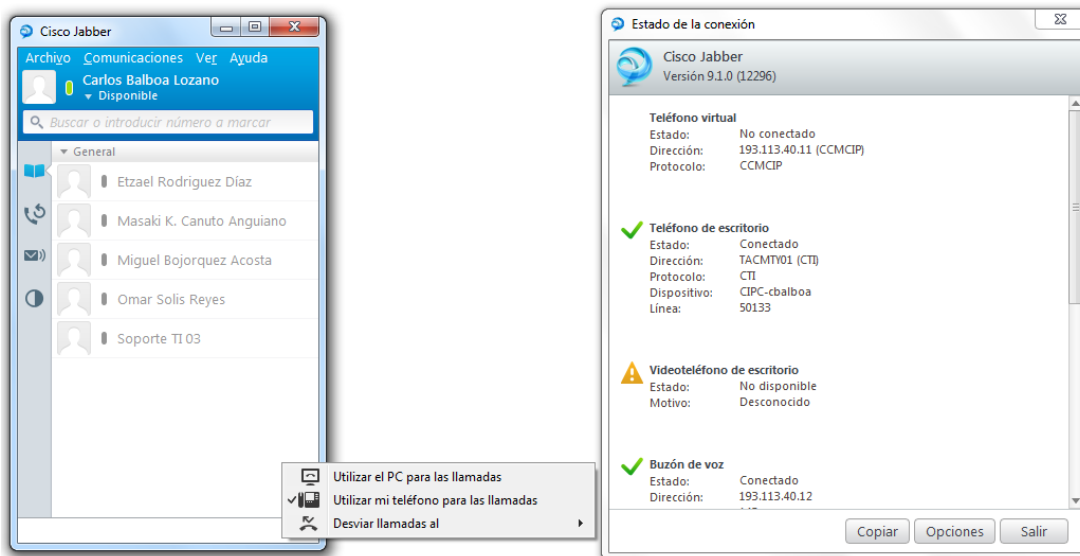 Cisco Jabber
Archivo Comunicaciones Ver Ayuda
Carlos Balboa Lozano
Disponible
Buscar o introducir número a marcar
General
Etzael Rodriguez Díaz
Masaki K. Canuto Anguiano
Miguel Bojorquez Acosta
Omar Solis Reyes
Soporte TI 03
Utilizar el PC para las llamadas
Utilizar mi teléfono para las llamadas
Desviar llamadas al
Estado de la conexión
Cisco Jabber
Versión 9.1.0 (12296)
Teléfono virtual
Estado: No conectado
Dirección: 193.113.40.11 (CCMCIP)
Protocolo: CCMCIP
Teléfono de escritorio
Estado: Conectado
Dirección: TACMTY01 (CTI)
Protocolo: CTI
Dispositivo: CIPC-cbalboa
Línea: 50133
Videoteléfono de escritorio
Estado: No disponible
Motivo: Desconocido
Buzón de voz
Estado: Conectado
Dirección: 193.113.40.12
Copiar Opciones Salir